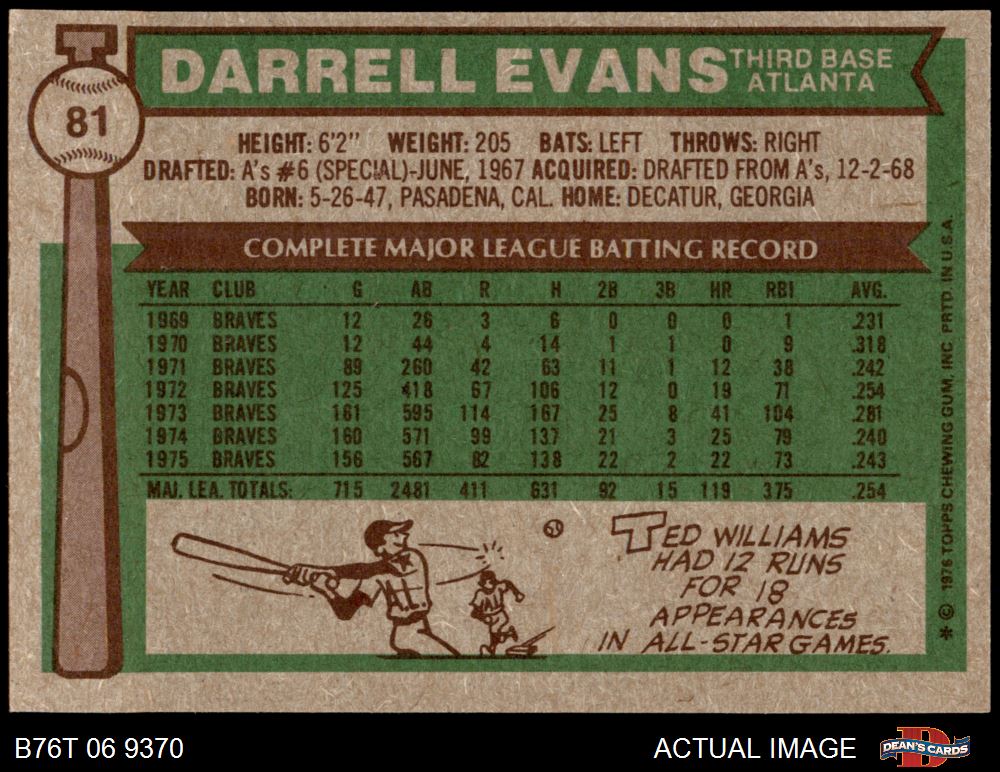 DARRELL EVANS THIRD BASE
ATLANTA
81
HEIGHT: 6'2" WEIGHT: 205 BATS: LEFT THROWS: RIGHT
DRAFTED: A's #6 (SPECIAL)-JUNE, 1967 ACQUIRED: DRAFTED FROM A's, 12-2-68
BORN: 5-26-47, PASADENA, CAL. HOME: DECATUR, GEORGIA
COMPLETE MAJOR LEAGUE BATTING RECORD
YEAR CLUB G AB R H 2B 3B HR RBI AVG.
1969 BRAVES 12 26 3 6 0 0 0 1 .231
1970 BRAVES 12 44 4 14 1 1 0 9 .318
1971 BRAVES 89 260 42 63 11 1 12 38 .242
1972 BRAVES 125 418 67 106 12 0 19 71 .254
1973 BRAVES 161 595 114 167 25 8 41 104 .281
1974 BRAVES 160 571 99 137 21 3 25 79 .240
1975 BRAVES 156 567 82 138 22 2 22 73 .243
MAJ. LEA. TOTALS: 715 2481 411 631 92 15 119 375 .254
AL
TED WILLIAMS
HAD 12 RUNS
FOR 18
APPEARANCES
IN ALL-STAR GAMES.
* © 1976 TOPPS CHEWING GUM, INC PRTD. IN U.S.A.
B76T 06 9370 ACTUAL IMAGE DEAN'S CARDS